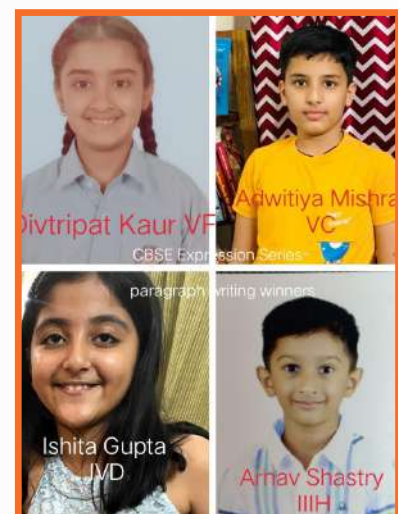 Divtripat Kaur VF
Adwitiya Mishra
VC
CBSE Expression Series-
paragraph writing winners
Ishita Gupta
IVD
Arnav Shastry
IIIH